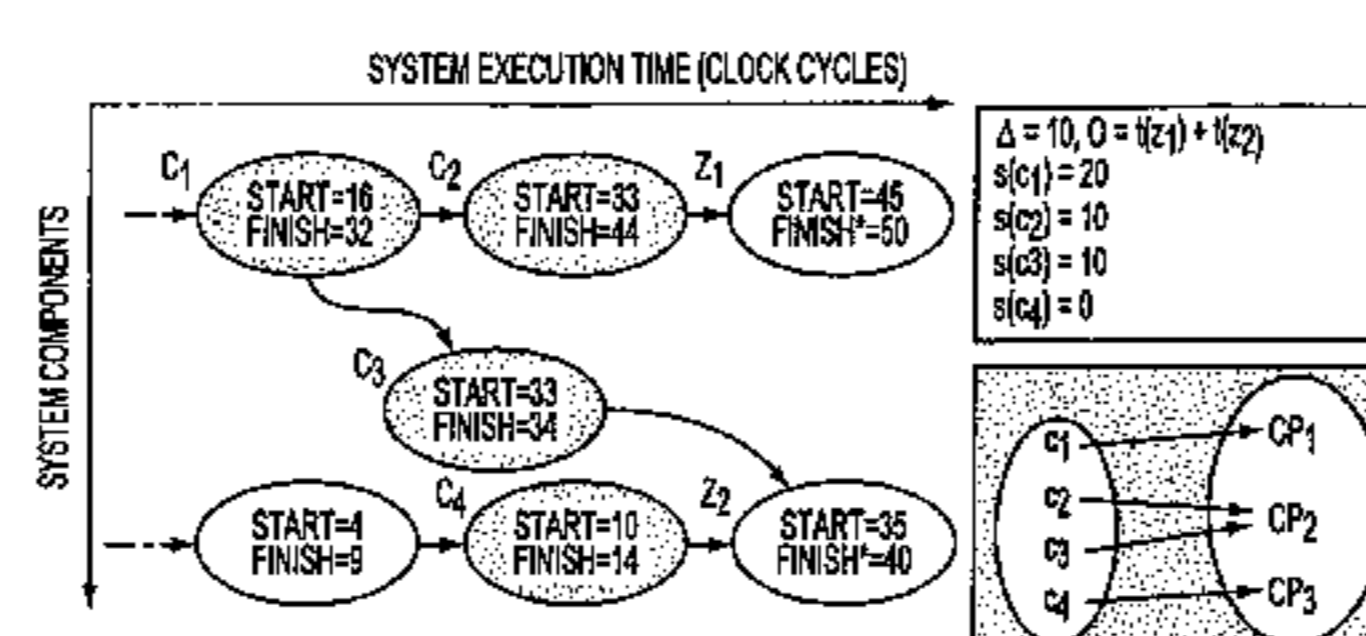 SYSTEM EXECUTION TIME (CLOCK CYCLES)
SYSTEM COMPONENTS
C1
START=16
FINISH=32
C2
START=33
FINISH=44
Z1
START=45
FINISH*=50
C3
START=33
FINISH=34
START=4
FINISH=9
C4
START=10
FINISH=14
Z2
START=35
FINISH*=40
Δ = 10, O = t(z1) + t(z2)
s(c1) = 20
s(c2) = 10
s(c3) = 10
s(c4) = 0
c1
c2
c3
c4
CP1
CP2
CP3